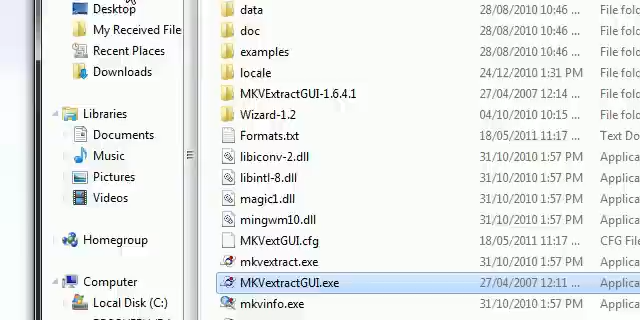 Desktop
My Received File
Recent Places
Downloads
Libraries
Documents
Music
Pictures
Videos
Homegroup
Computer
Local Disk (C:)
data 28/08/2010 10:46 ... File fold
doc 28/08/2010 10:46 ... File fold
examples 28/08/2010 10:46 ... File fold
locale 24/12/2010 1:31 PM File fold
MKVExtractGUI-1.6.4.1 27/04/2007 12:14 ... File fold
Wizard-1.2 04/10/2010 10:15 ... File fold
Formats.txt 18/05/2011 11:17 ... Text Do
libiconv-2.dll 31/10/2010 1:57 PM Applica
libintl-8.dll 31/10/2010 1:57 PM Applica
magic1.dll 31/10/2010 1:57 PM Applica
mingwm10.dll 31/10/2010 1:57 PM Applica
MKVextGUI.cfg 18/05/2011 11:17 ... CFG File
mkvextract.exe 31/10/2010 1:57 PM Applica
MKVextractGUI.exe 27/04/2007 12:11 ... Applica
mkvinfo.exe 31/10/2010 1:57 PM Applica